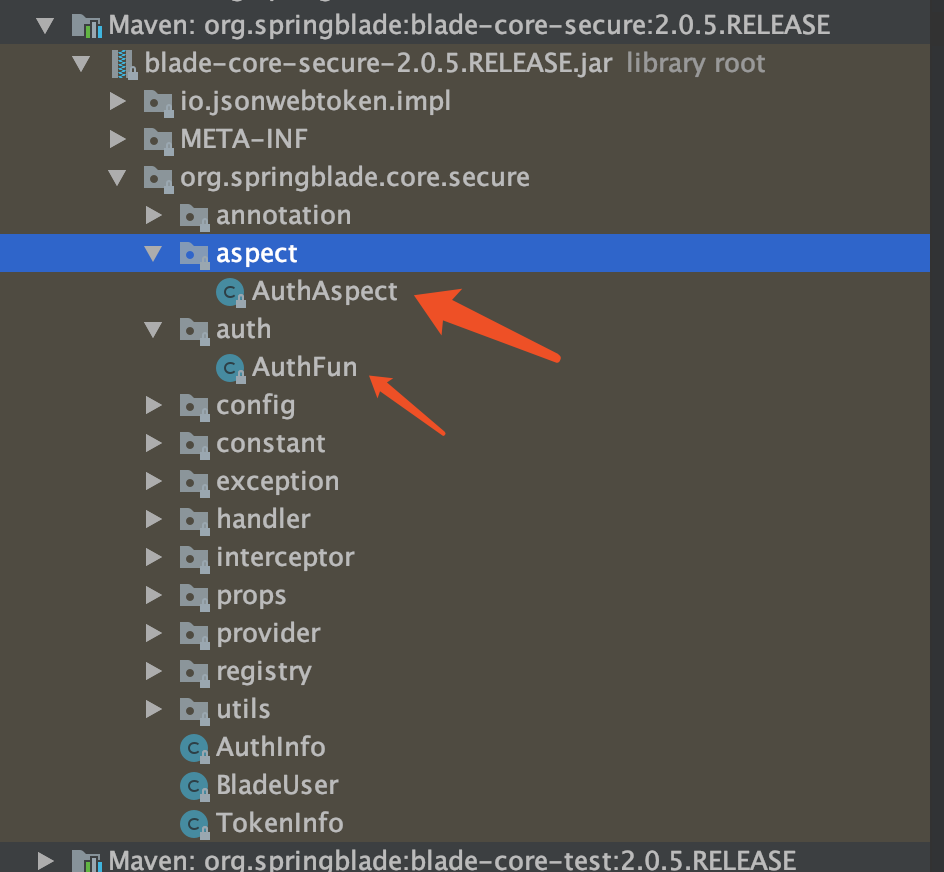 Maven: org.springblade:blade-core-secure:2.0.5.RELEASE
blade-core-secure-2.0.5.RELEASE.jar library root
io.jsonwebtoken.impl
META-INF
org.springblade.core.secure
annotation
aspect
AuthAspect
auth
AuthFun
config
constant
exception
handler
interceptor
props
provider
registry
utils
AuthInfo
BladeUser
TokenInfo
Maven: org.springblade:blade-core-test:2.0.5.RELEASE